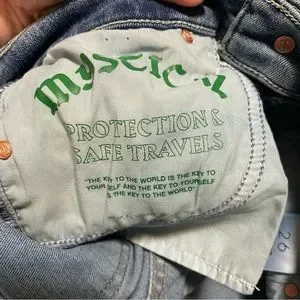 MYSTICAL
PROTECTION &
SAFE TRAVELS
"THE KEY TO THE WORLD IS THE KEY TO
YOURSELF AND THE KEY TO YOURSELF
IS THE KEY TO THE WORLD"
26